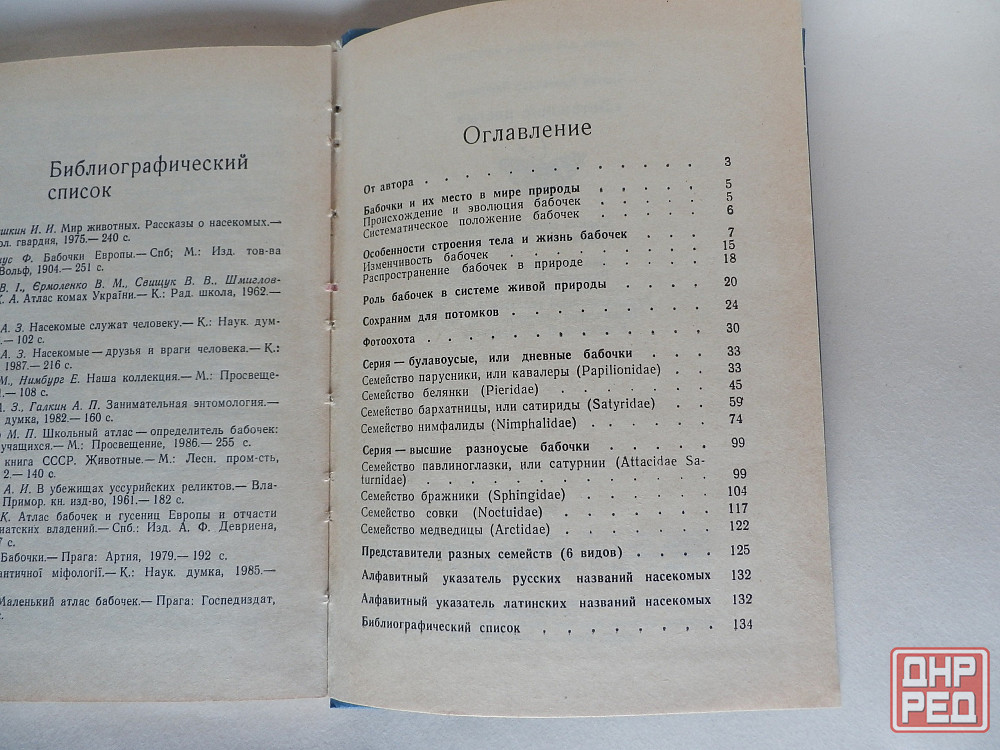 Библиографический
список
шкин И. И. Мир животных. Рассказы о насекомых.—
ол. гвардия, 1975.— 240 с.
ус Ф. Бабочки Европы.— Спб; М.: Изд. тов-ва
Вольф, 1904.— 251 с.
В. І., Єрмоленко В. М., Свищук В. В., Шмиглов-
К. А. Атлас комах України.— К.: Рад. школа, 1962.—
с.
А. З. Насекомые служат человеку.— К.: Наук. дум-
.— 102 с.
А. З. Насекомые — друзья и враги человека.— К.:
1987.— 216 с.
М., Нимбург Е. Наша коллекция.— М.: Просвеще-
.— 108 с.
З., Галкин А. П. Занимательная энтомология.—
думка, 1982.— 160 с.
о М. П. Школьный атлас — определитель бабочек:
учащихся.— М.: Просвещение, 1986.— 255 с.
книга СССР. Животные.— М.: Лесн. пром-сть,
2.— 140 с.
А. И. В убежищах уссурийских реликтов.— Вла-
Примор. кн. изд-во, 1961.— 182 с.
К. Атлас бабочек и гусениц Европы и отчасти
натских владений.— Спб.: Изд. А. Ф. Девриена,
7 с.
Бабочки.— Прага: Артия, 1979.— 192 с.
античної міфології.— К.: Наук. думка, 1985.—
Маленький атлас бабочек.— Прага: Госпедиздат,
с.
Оглавление
От автора . . . . . . . . . . . 3
Бабочки и их место в мире природы . . . . 5
Происхождение и эволюция бабочек . . . . 5
Систематическое положение бабочек . . . . 6
Особенности строения тела и жизнь бабочек . . . 7
Изменчивость бабочек . . . . . . . 15
Распространение бабочек в природе . . . . 18
Роль бабочек в системе живой природы . . . . 20
Сохраним для потомков . . . . . . . 24
Фотоохота . . . . . . . . . . . 30
Серия — булавоусые, или дневные бабочки . . . 33
Семейство парусники, или кавалеры (Papilionidae) . . 33
Семейство белянки (Pieridae) . . . . . . 45
Семейство бархатницы, или сатириды (Satyridae) . . 59
Семейство нимфалиды (Nimphalidae) . . . . 74
Серия — высшие разноусые бабочки . . . . 99
Семейство павлиноглазки, или сатурнии (Attacidae Sa-
turnidae) . . . . . . . . . . . 99
Семейство бражники (Sphingidae) . . . . . 104
Семейство совки (Noctuidae) . . . . . . 117
Семейство медведицы (Arctidae) . . . . . 122
Представители разных семейств (6 видов) . . . . 125
Алфавитный указатель русских названий насекомых 132
Алфавитный указатель латинских названий насекомых 132
Библиографический список . . . . . . . 134
ДНР
РЕД